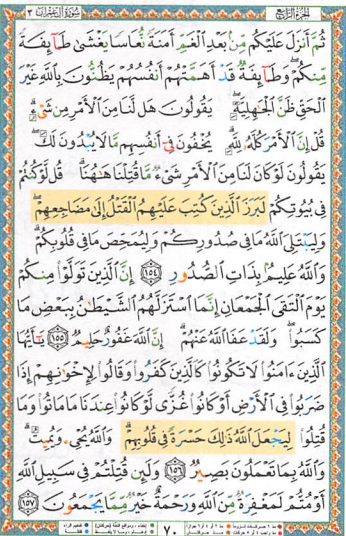 الجزء الرابع
سورة آل عمران ٣
ثُمَّ أَنزَلَ عَلَيْكُم مِّنۢ بَعْدِ ٱلْغَمِّ أَمَنَةً نُّعَاسًا يَغْشَىٰ طَآئِفَةً
مِّنكُمْ ۖ وَطَآئِفَةٌ قَدْ أَهَمَّتْهُمْ أَنفُسُهُمْ يَظُنُّونَ بِٱللَّهِ غَيْرَ
ٱلْحَقِّ ظَنَّ ٱلْجَٰهِلِيَّةِ ۖ يَقُولُونَ هَل لَّنَا مِنَ ٱلْأَمْرِ مِن شَىْءٍ ۗ
قُلْ إِنَّ ٱلْأَمْرَ كُلَّهُۥ لِلَّهِ ۗ يُخْفُونَ فِىٓ أَنفُسِهِم مَّا لَا يُبْدُونَ لَكَ ۖ
يَقُولُونَ لَوْ كَانَ لَنَا مِنَ ٱلْأَمْرِ شَىْءٌ مَّا قُتِلْنَا هَٰهُنَا ۗ قُل لَّوْ كُنتُمْ
فِى بُيُوتِكُمْ لَبَرَزَ ٱلَّذِينَ كُتِبَ عَلَيْهِمُ ٱلْقَتْلُ إِلَىٰ مَضَاجِعِهِمْ ۖ
وَلِيَبْتَلِىَ ٱللَّهُ مَا فِى صُدُورِكُمْ وَلِيُمَحِّصَ مَا فِى قُلُوبِكُمْ ۗ
وَٱللَّهُ عَلِيمٌۢ بِذَاتِ ٱلصُّدُورِ ١٥٤ إِنَّ ٱلَّذِينَ تَوَلَّوْا۟ مِنكُمْ
يَوْمَ ٱلْتَقَى ٱلْجَمْعَانِ إِنَّمَا ٱسْتَزَلَّهُمُ ٱلشَّيْطَٰنُ بِبَعْضِ مَا
كَسَبُوا۟ ۖ وَلَقَدْ عَفَا ٱللَّهُ عَنْهُمْ ۗ إِنَّ ٱللَّهَ غَفُورٌ حَلِيمٌ ١٥٥ يَٰٓأَيُّهَا
ٱلَّذِينَ ءَامَنُوا۟ لَا تَكُونُوا۟ كَٱلَّذِينَ كَفَرُوا۟ وَقَالُوا۟ لِإِخْوَٰنِهِمْ إِذَا
ضَرَبُوا۟ فِى ٱلْأَرْضِ أَوْ كَانُوا۟ غُزًّى لَّوْ كَانُوا۟ عِندَنَا مَا مَاتُوا۟ وَمَا
قُتِلُوا۟ لِيَجْعَلَ ٱللَّهُ ذَٰلِكَ حَسْرَةً فِى قُلُوبِهِمْ ۗ وَٱللَّهُ يُحْىِۦ وَيُمِيتُ ۗ
وَٱللَّهُ بِمَا تَعْمَلُونَ بَصِيرٌ ١٥٦ وَلَئِن قُتِلْتُمْ فِى سَبِيلِ ٱللَّهِ
أَوْ مُتُّمْ لَمَغْفِرَةٌ مِّنَ ٱللَّهِ وَرَحْمَةٌ خَيْرٌ مِّمَّا يَجْمَعُونَ ١٥٧
٧٠